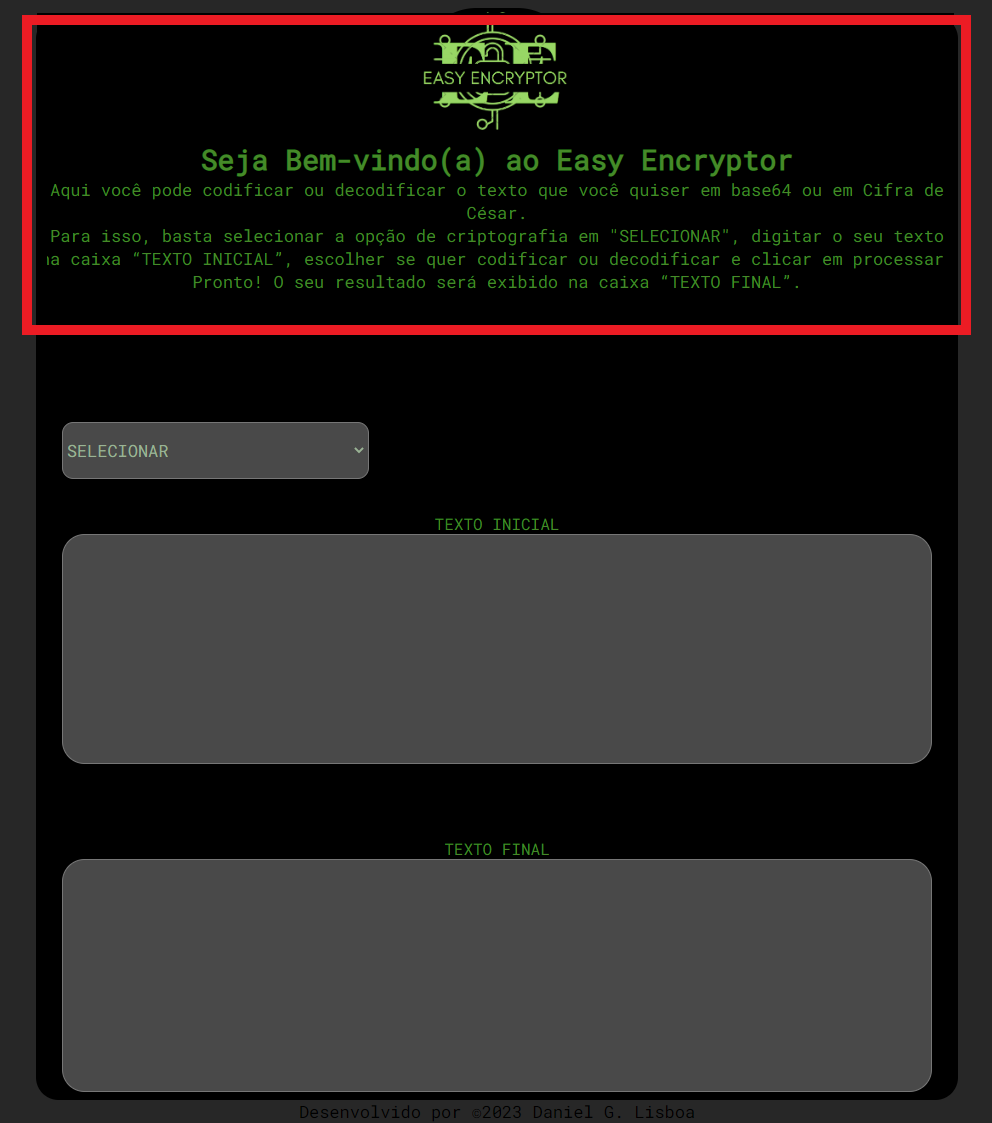 EASY ENCRYPTOR
Seja Bem-vindo(a) ao Easy Encryptor
Aqui você pode codificar ou decodificar o texto que você quiser em base64 ou em Cifra de
César.
Para isso, basta selecionar a opção de criptografia em "SELECIONAR", digitar o seu texto
na caixa “TEXTO INICIAL”, escolher se quer codificar ou decodificar e clicar em processar
Pronto! O seu resultado será exibido na caixa “TEXTO FINAL”.
SELECIONAR
TEXTO INICIAL
TEXTO FINAL
Desenvolvido por ©2023 Daniel G. Lisboa